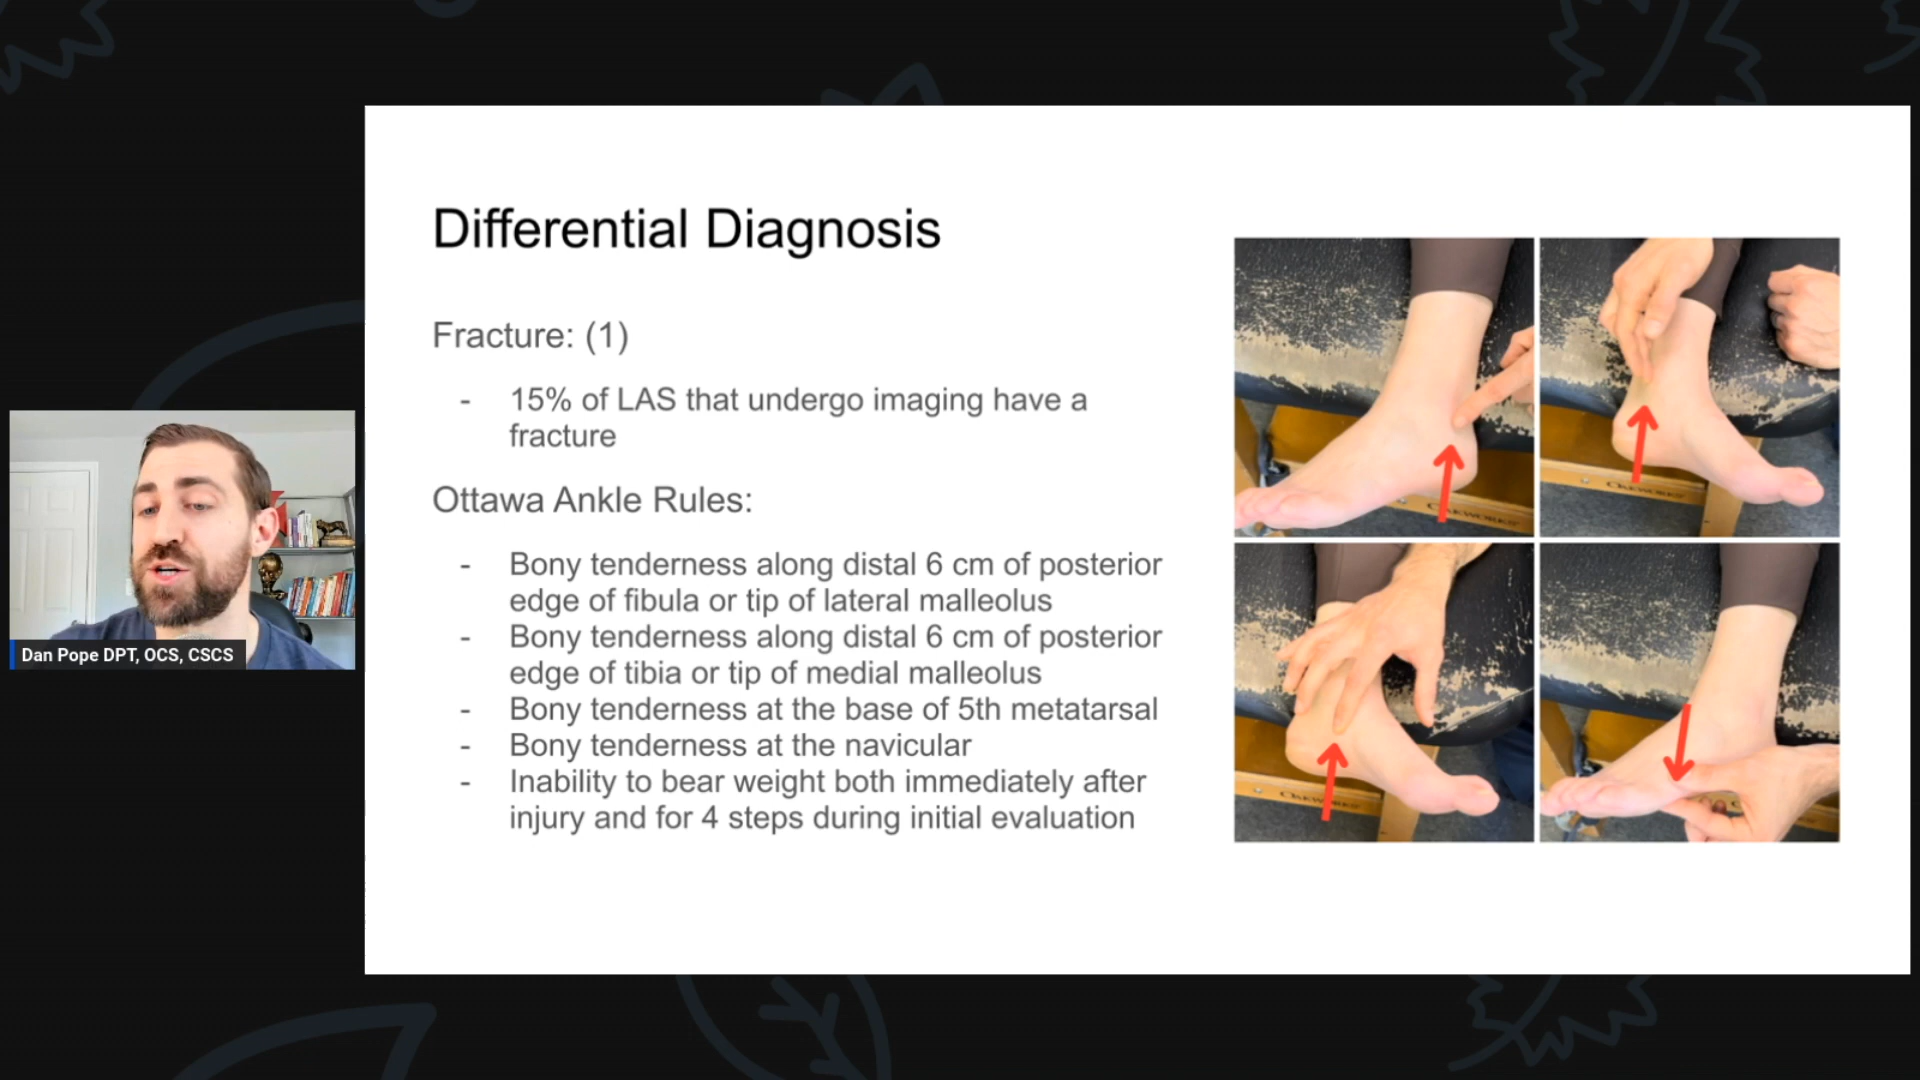 Differential Diagnosis
Fracture: (1)
- 15% of LAS that undergo imaging have a
fracture
Ottawa Ankle Rules:
- Bony tenderness along distal 6 cm of posterior
edge of fibula or tip of lateral malleolus
- Bony tenderness along distal 6 cm of posterior
edge of tibia or tip of medial malleolus
- Bony tenderness at the base of 5th metatarsal
- Bony tenderness at the navicular
- Inability to bear weight both immediately after
injury and for 4 steps during initial evaluation
Dan Pope DPT, OCS, CSCS
OAKWORKS
OAKWORKS
OAKWORKS